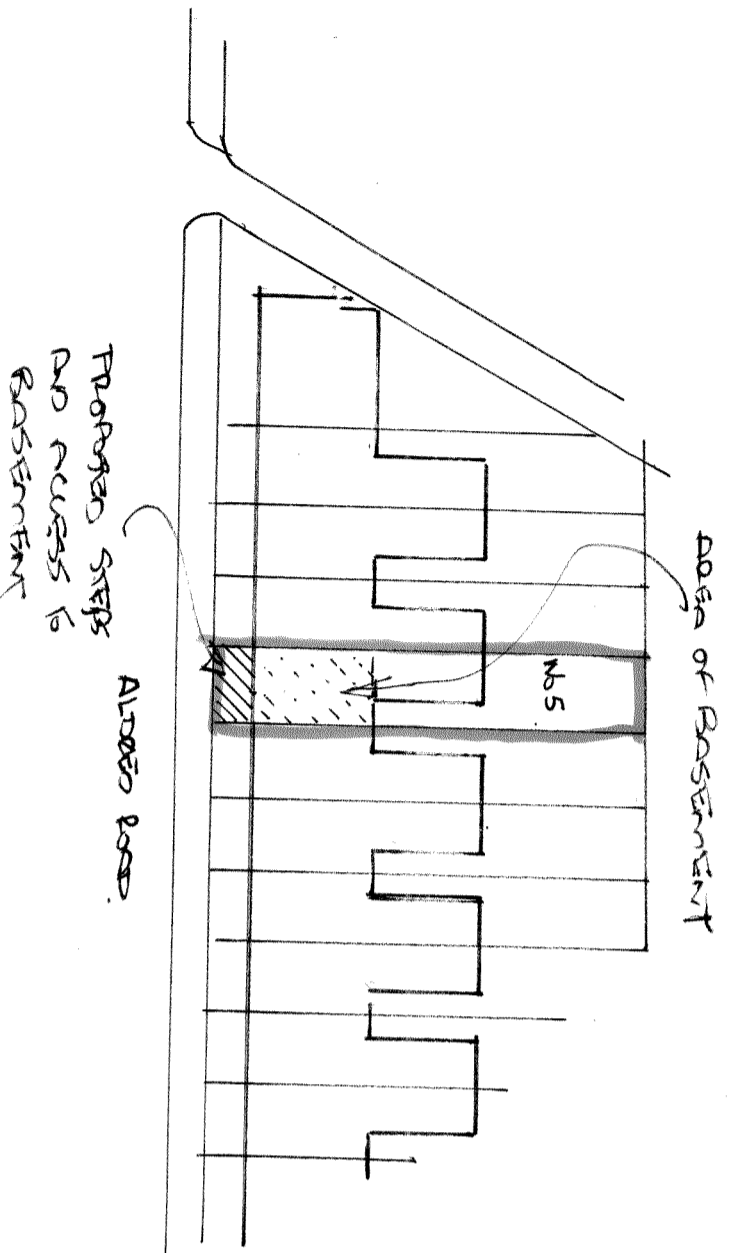 AREA OF BASEMENT
No 5
PROPOSED STEPS
AND ACCESS TO
BASEMENT
ALDRED ROAD.